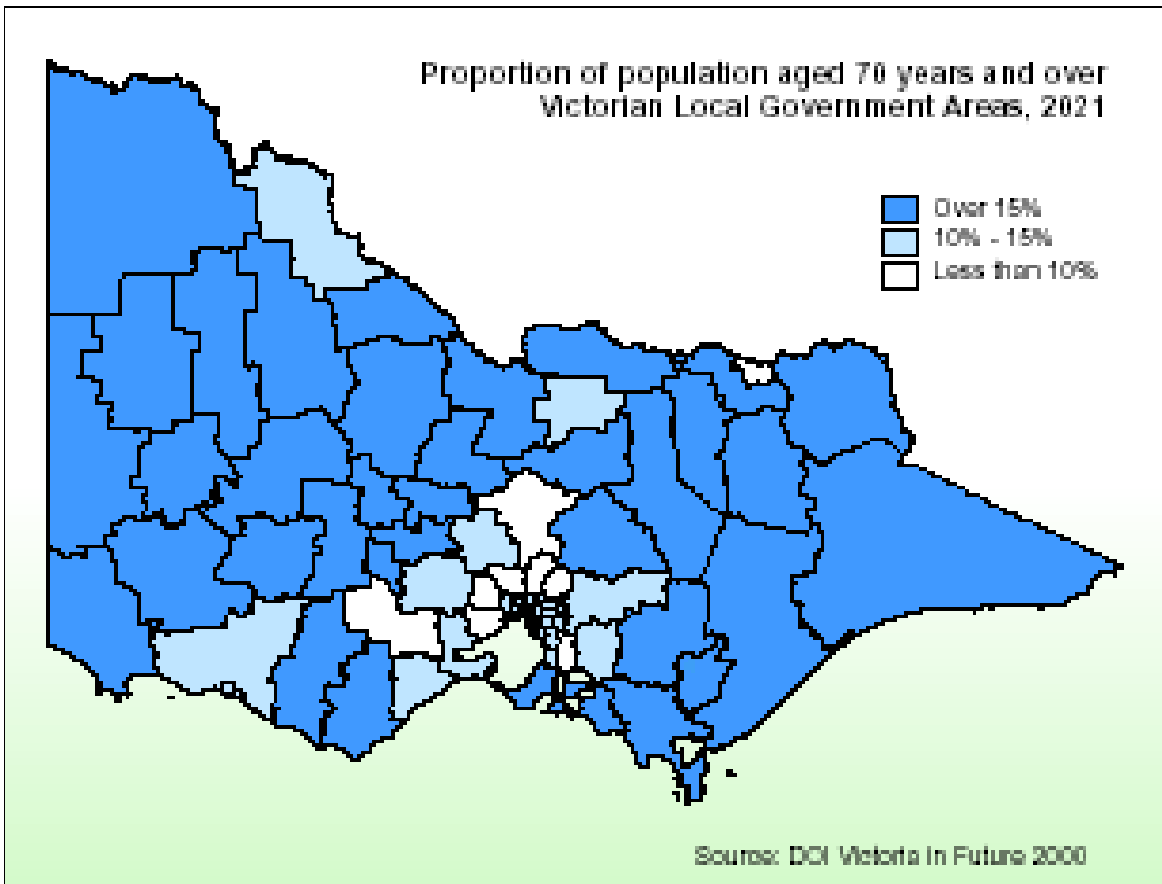 Proportion of population aged 70 years and over
Victorian Local Government Areas, 2021
Over 15%
10% - 15%
Less than 10%
Source: DOI Victoria in Future 2000